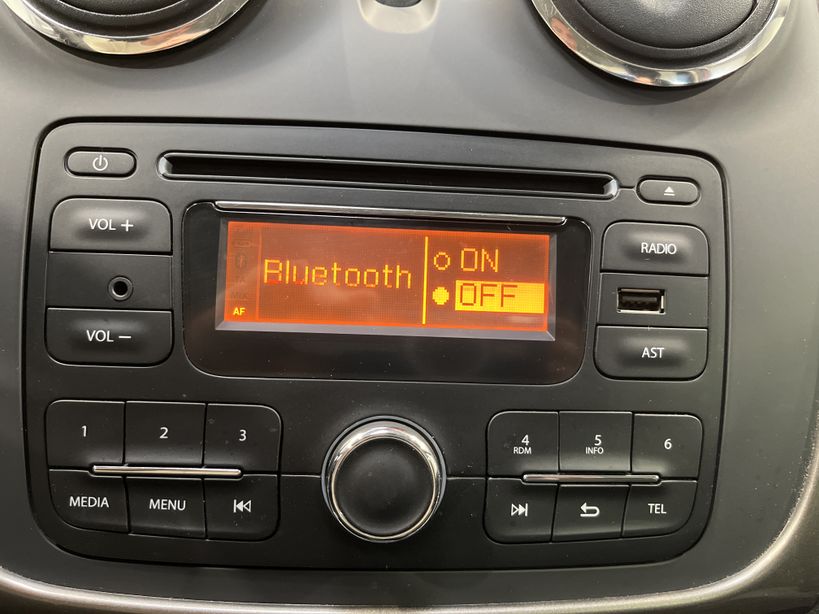 VOL +
VOL –
Bluetooth
ON
OFF
AF
RADIO
AST
1
2
3
MEDIA
MENU
4
RDM
5
INFO
6
TEL